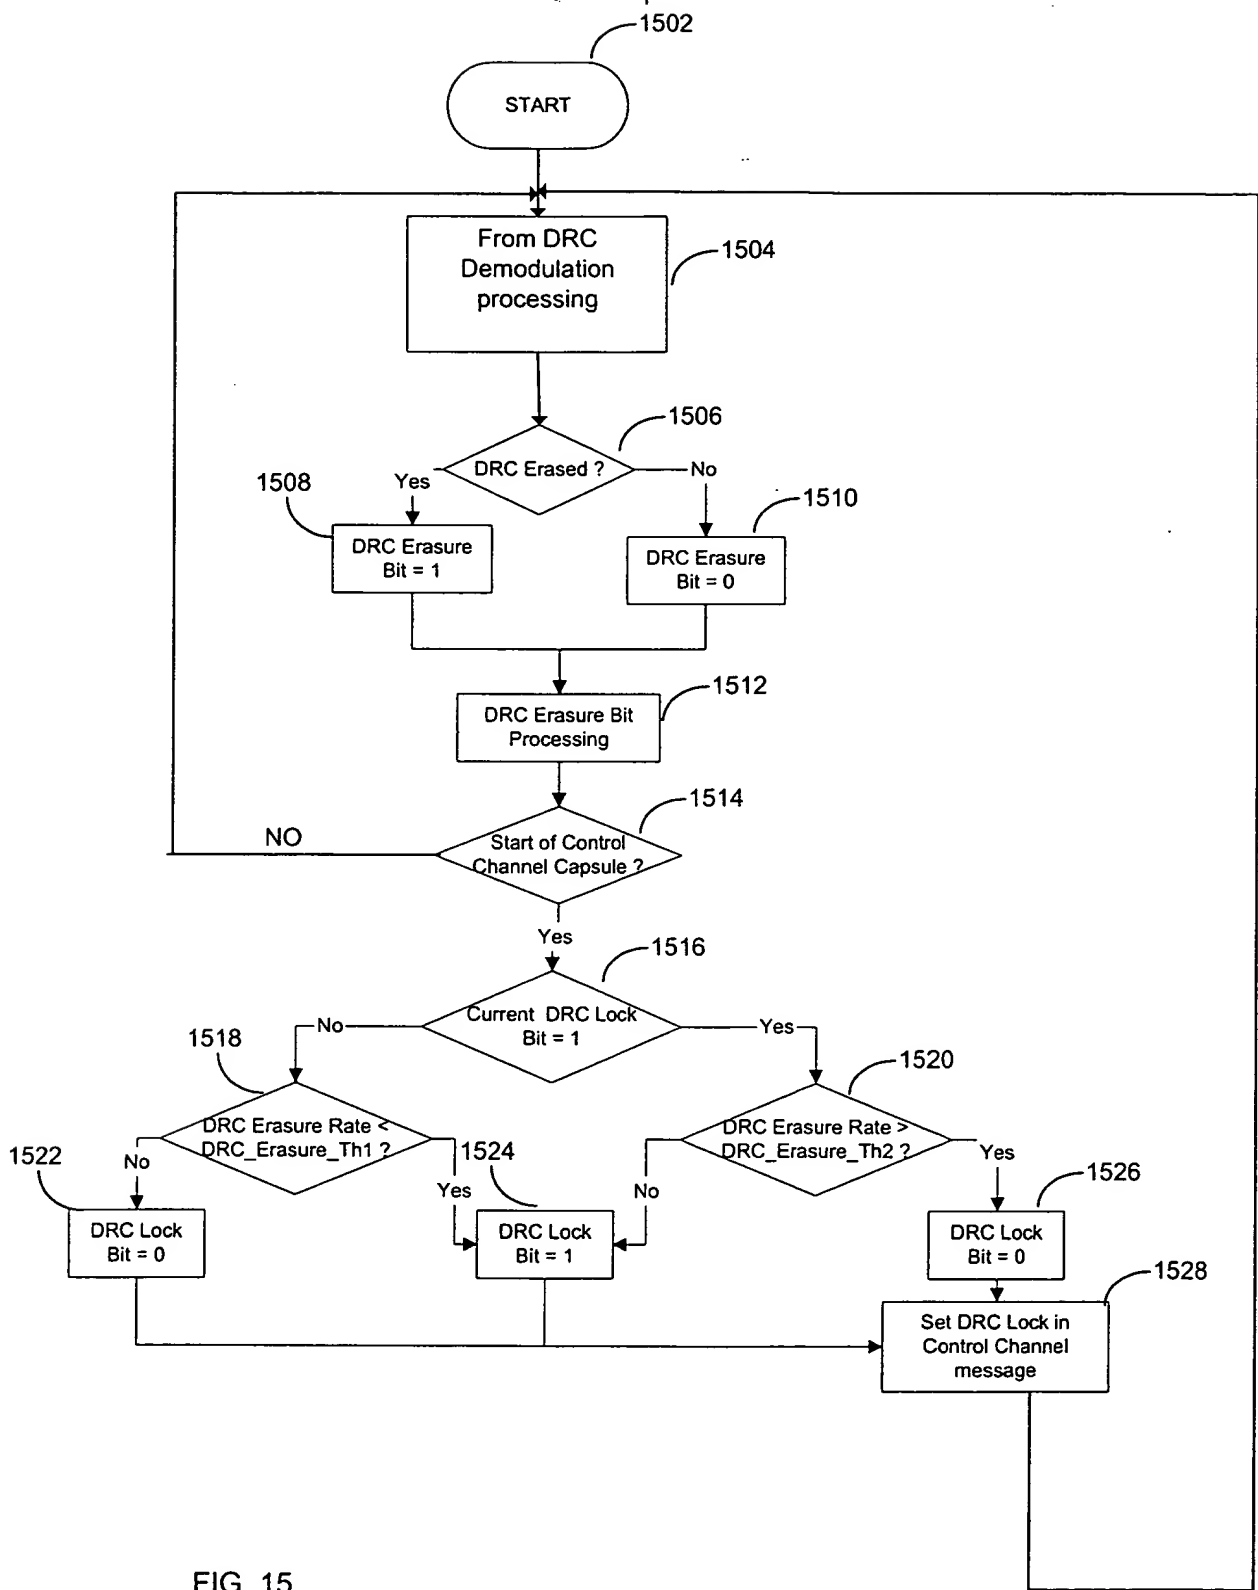 1502
START
From DRC
Demodulation
processing
1504
1506
DRC Erased ?
Yes
No
1508
1510
DRC Erasure
Bit = 1
DRC Erasure
Bit = 0
1512
DRC Erasure Bit
Processing
1514
Start of Control
Channel Capsule ?
NO
Yes
1516
Current DRC Lock
Bit = 1
No
Yes
1518
1520
DRC Erasure Rate <
DRC_Erasure_Th1 ?
DRC Erasure Rate >
DRC_Erasure_Th2 ?
1522
No
1524
Yes
No
Yes
1526
DRC Lock
Bit = 0
DRC Lock
Bit = 1
DRC Lock
Bit = 0
1528
Set DRC Lock in
Control Channel
message
FIG. 15